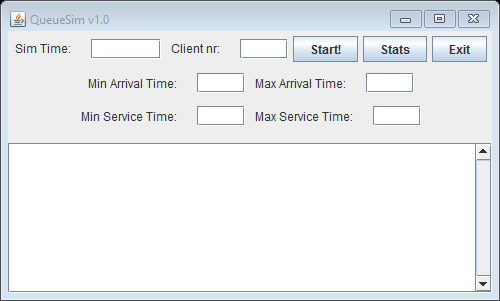 QueueSim v1.0
Sim Time: Client nr: Start! Stats Exit
Min Arrival Time: Max Arrival Time:
Min Service Time: Max Service Time: